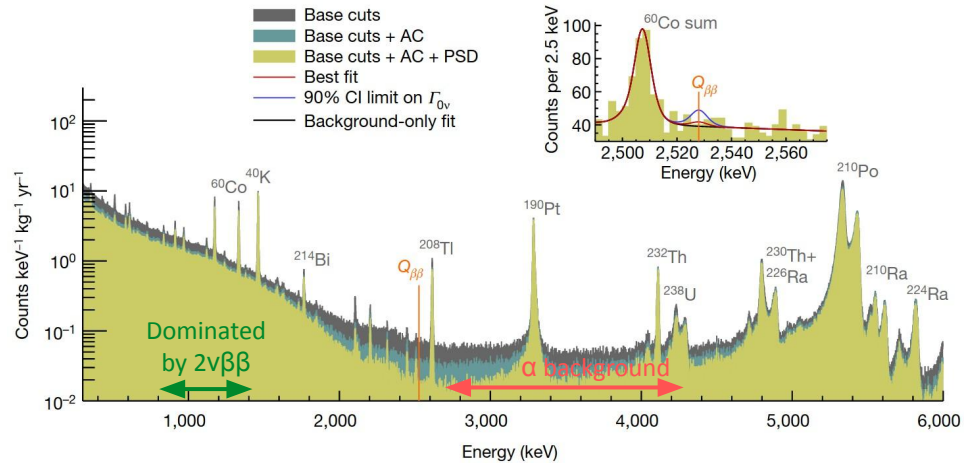 Base cuts
Base cuts + AC
Base cuts + AC + PSD
Best fit
90% CI limit on Γ0ν
Background-only fit
Counts per 2.5 keV
100
80
60
40
60Co sum
Qββ
2,500
2,520
2,540
2,560
Energy (keV)
Counts keV−1 kg−1 yr−1
10²
10¹
10⁰
10−1
10−2
60Co
40K
214Bi
Qββ
208Tl
190Pt
232Th
238U
230Th+
226Ra
210Po
210Ra
224Ra
Dominated
by 2νββ
α background
1,000
2,000
3,000
4,000
5,000
6,000
Energy (keV)